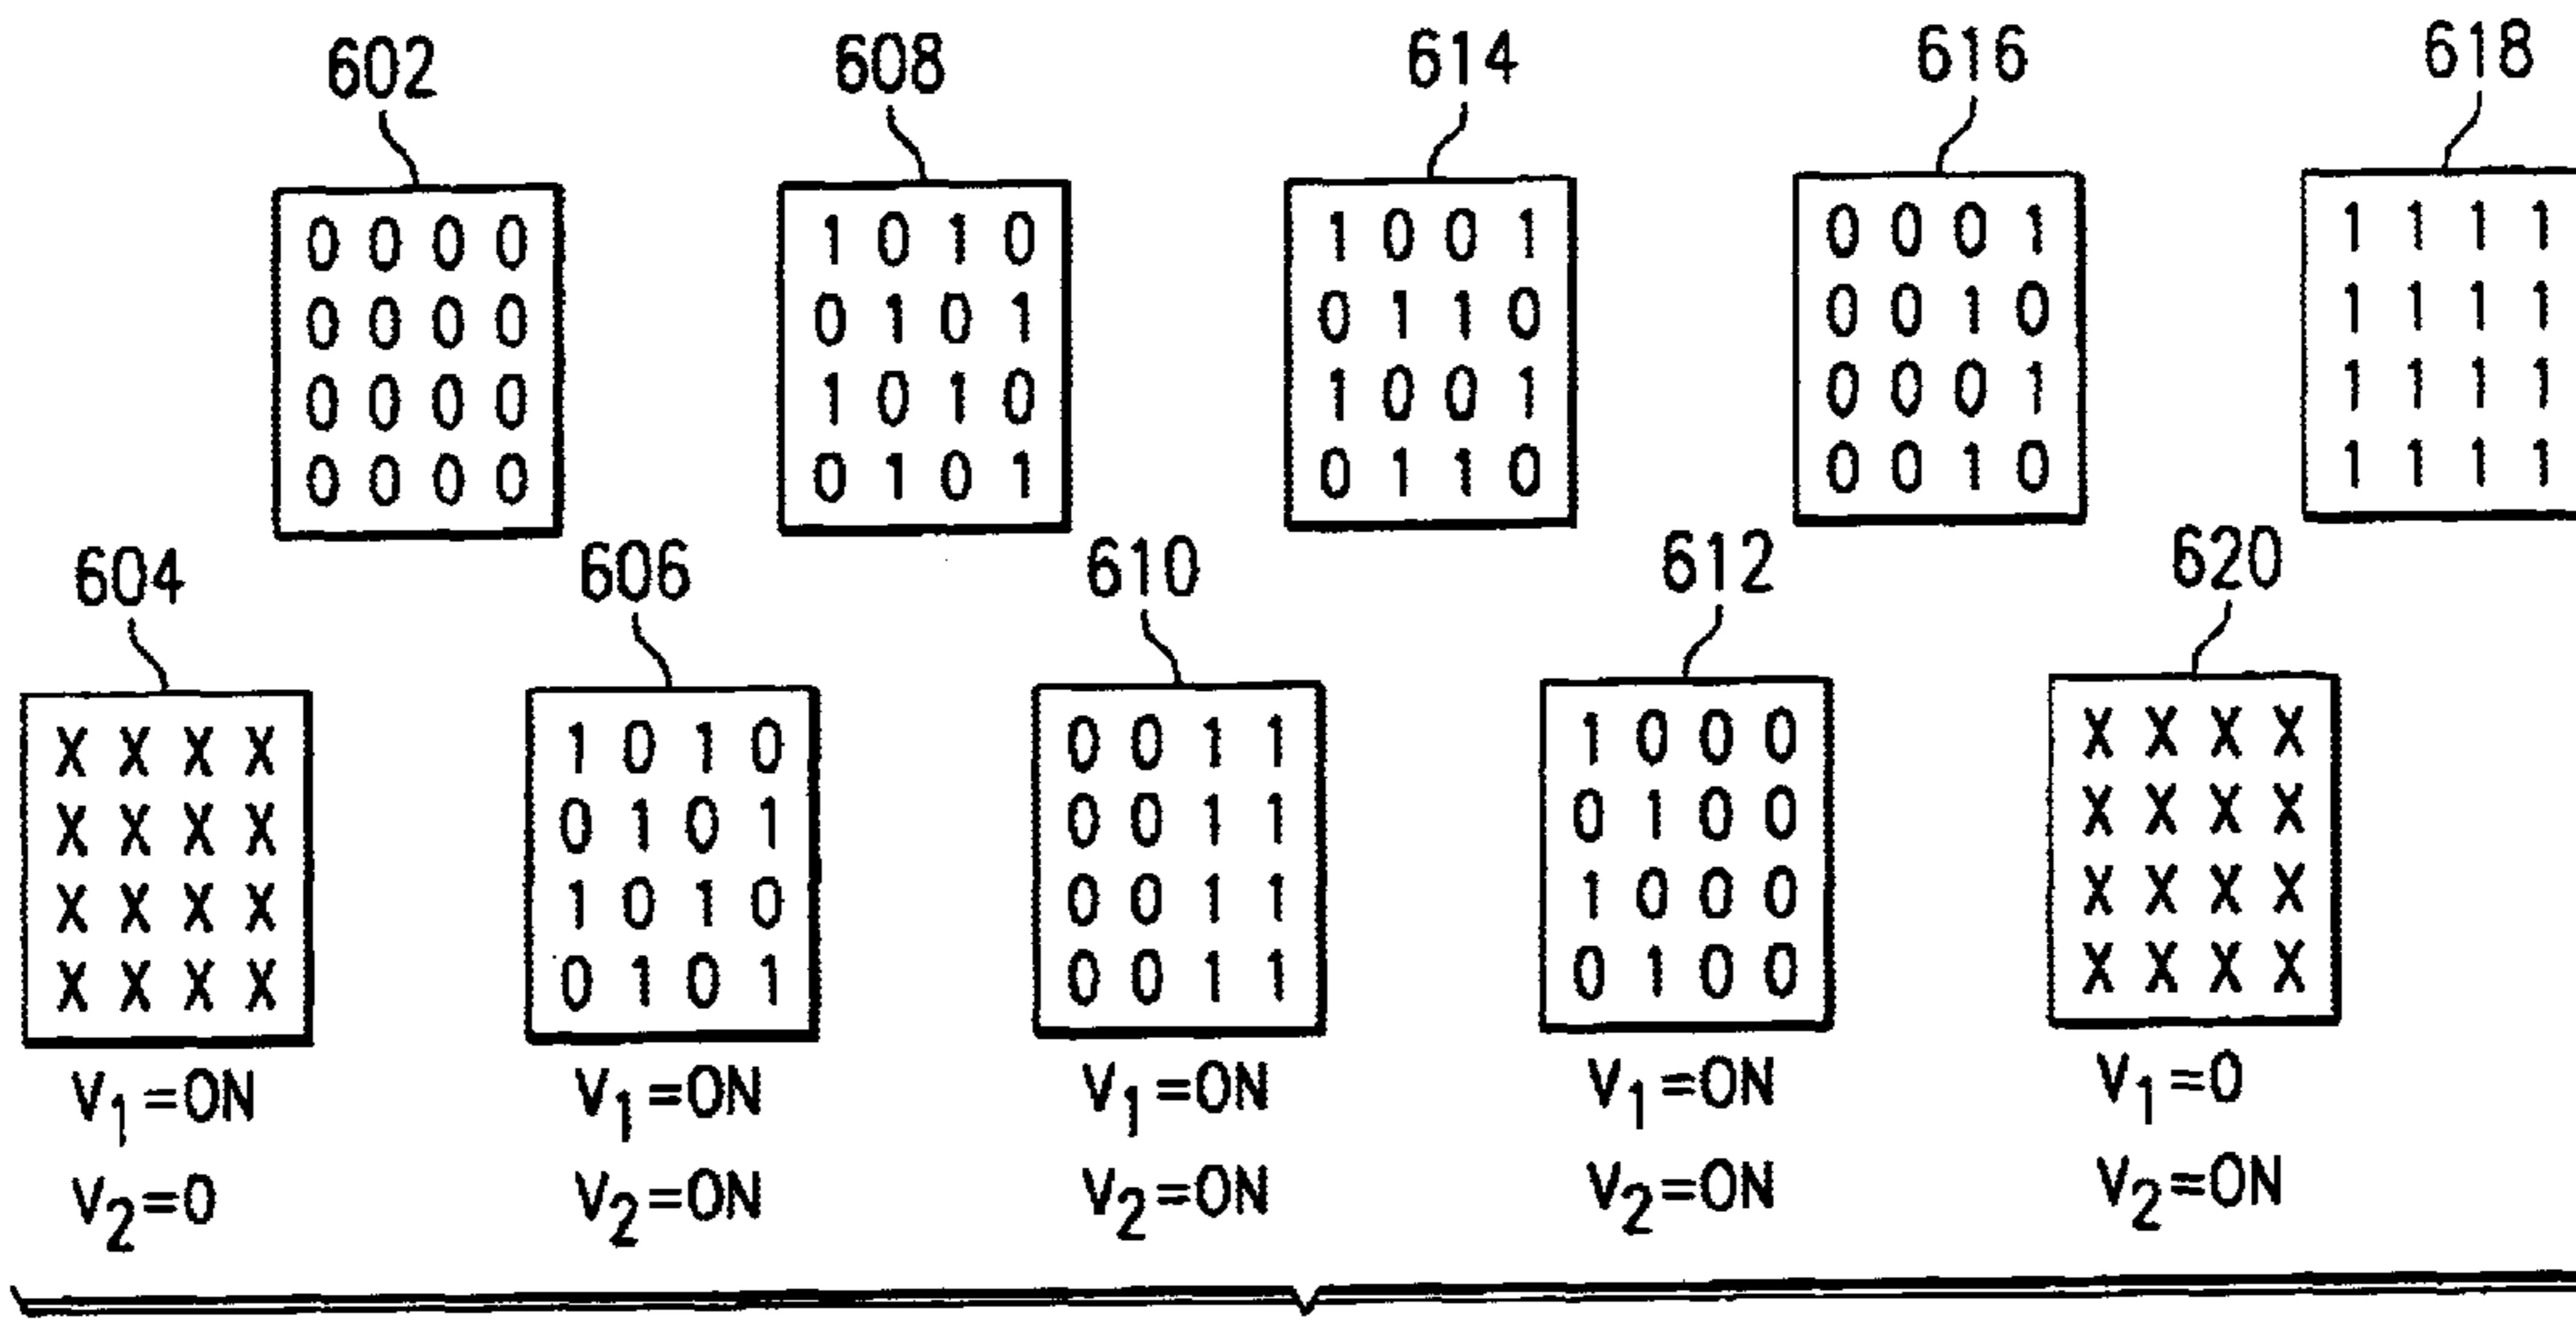 602 608 614 616 618
0 0 0 0 1 0 1 0 1 0 0 1 0 0 0 1 1 1 1 1
0 0 0 0 0 1 0 1 0 1 1 0 0 0 1 0 1 1 1 1
0 0 0 0 1 0 1 0 1 0 0 1 0 0 0 1 1 1 1 1
0 0 0 0 0 1 0 1 0 1 1 0 0 0 1 0 1 1 1 1
604 606 610 612 620
X X X X 1 0 1 0 0 0 1 1 1 0 0 0 X X X X
X X X X 0 1 0 1 0 0 1 1 0 1 0 0 X X X X
X X X X 1 0 1 0 0 0 1 1 1 0 0 0 X X X X
X X X X 0 1 0 1 0 0 1 1 0 1 0 0 X X X X
V1=ON V1=ON V1=ON V1=ON V1=0
V2=0 V2=ON V2=ON V2=ON V2=ON